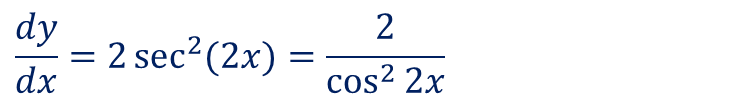 dy/dx = 2 sec²(2x) = 2/cos² 2x